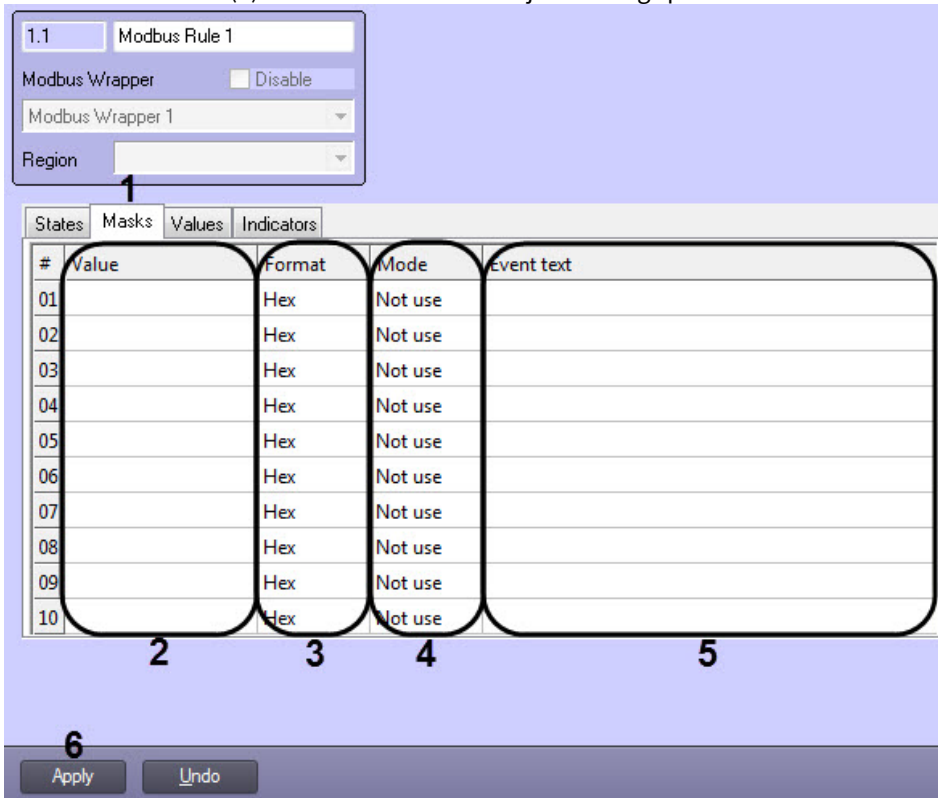 1.1 Modbus Rule 1
Modbus Wrapper Disable
Modbus Wrapper 1
Region
1
States Masks Values Indicators
# Value Format Mode Event text
01 Hex Not use
02 Hex Not use
03 Hex Not use
04 Hex Not use
05 Hex Not use
06 Hex Not use
07 Hex Not use
08 Hex Not use
09 Hex Not use
10 Hex Not use
2 3 4 5
6
Apply Undo